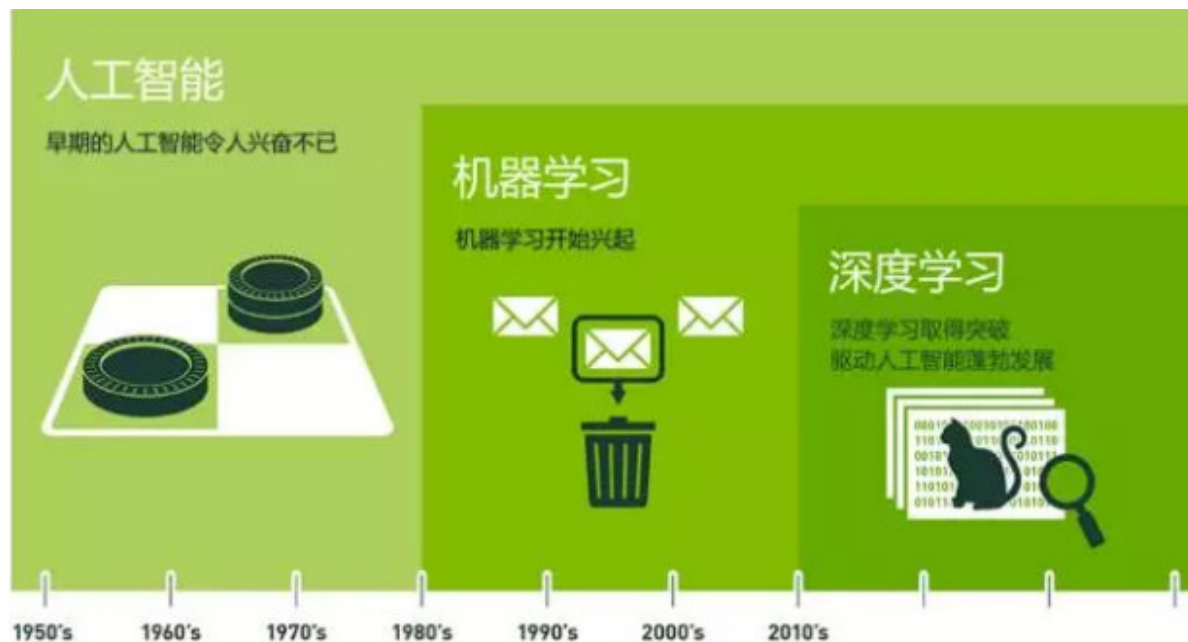 人工智能
早期的人工智能令人兴奋不已
机器学习
机器学习开始兴起
深度学习
深度学习取得突破
驱动人工智能蓬勃发展
1950's 1960's 1970's 1980's 1990's 2000's 2010's